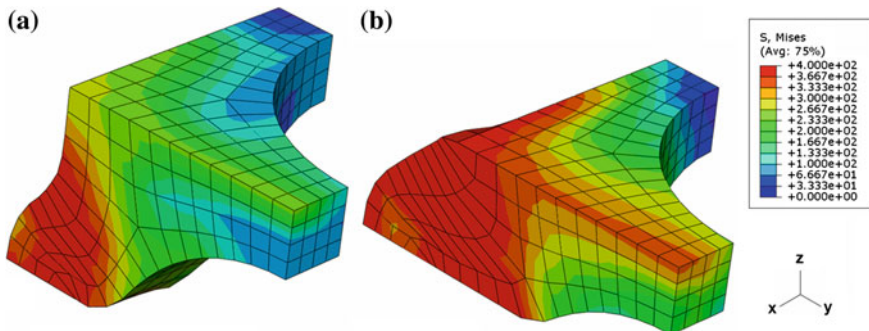 (a)
(b)
S, Mises
(Avg: 75%)
+4.000e+02
+3.667e+02
+3.333e+02
+3.000e+02
+2.667e+02
+2.333e+02
+2.000e+02
+1.667e+02
+1.333e+02
+1.000e+02
+6.667e+01
+3.333e+01
+0.000e+00
z
x
y